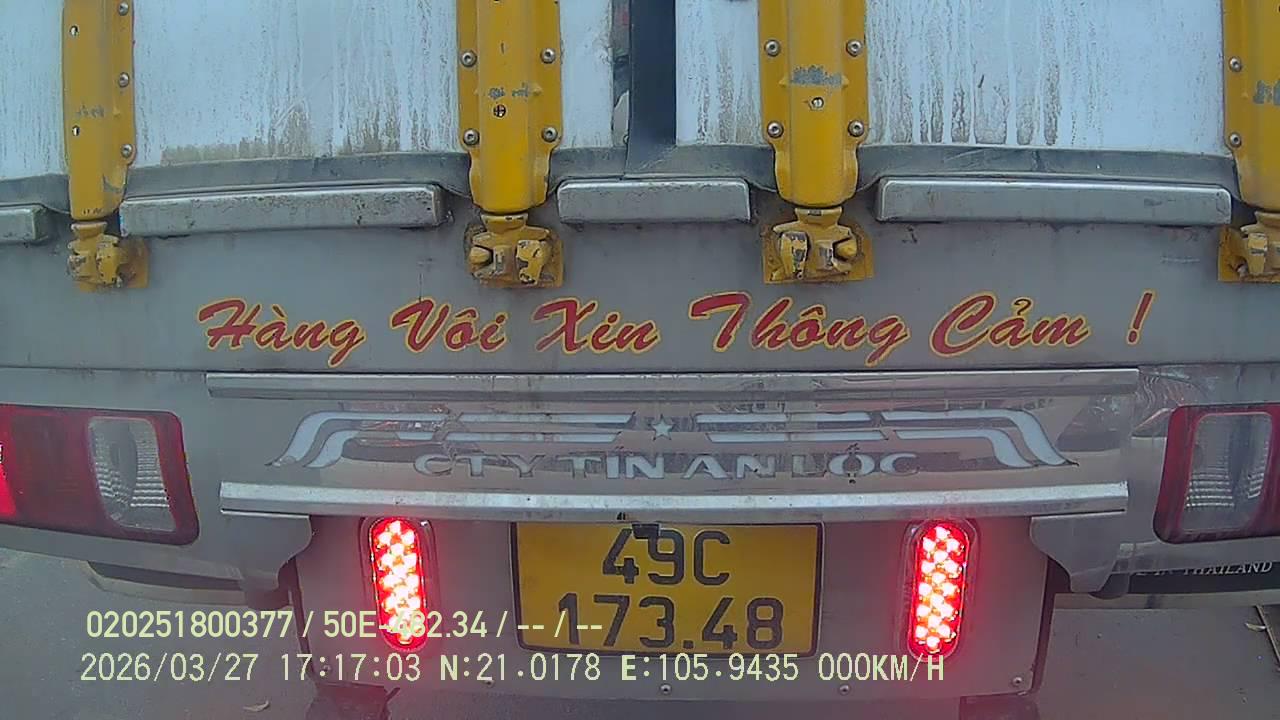 Hàng Vôi Xin Thông Cảm !
CTY TÍN AN LỘC
49C
173.48
THAILAND
020251800377 / 50E-482.34 / -- / --
2026/03/27 17:17:03 N:21.0178 E:105.9435 000KM/H